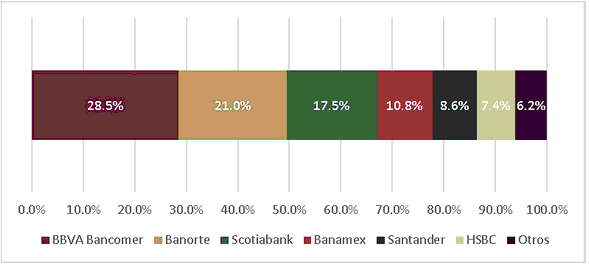 28.5% 21.0% 17.5% 10.8% 8.6% 7.4% 6.2%
0.0% 10.0% 20.0% 30.0% 40.0% 50.0% 60.0% 70.0% 80.0% 90.0% 100.0%
BBVA Bancomer Banorte Scotiabank Banamex Santander HSBC Otros